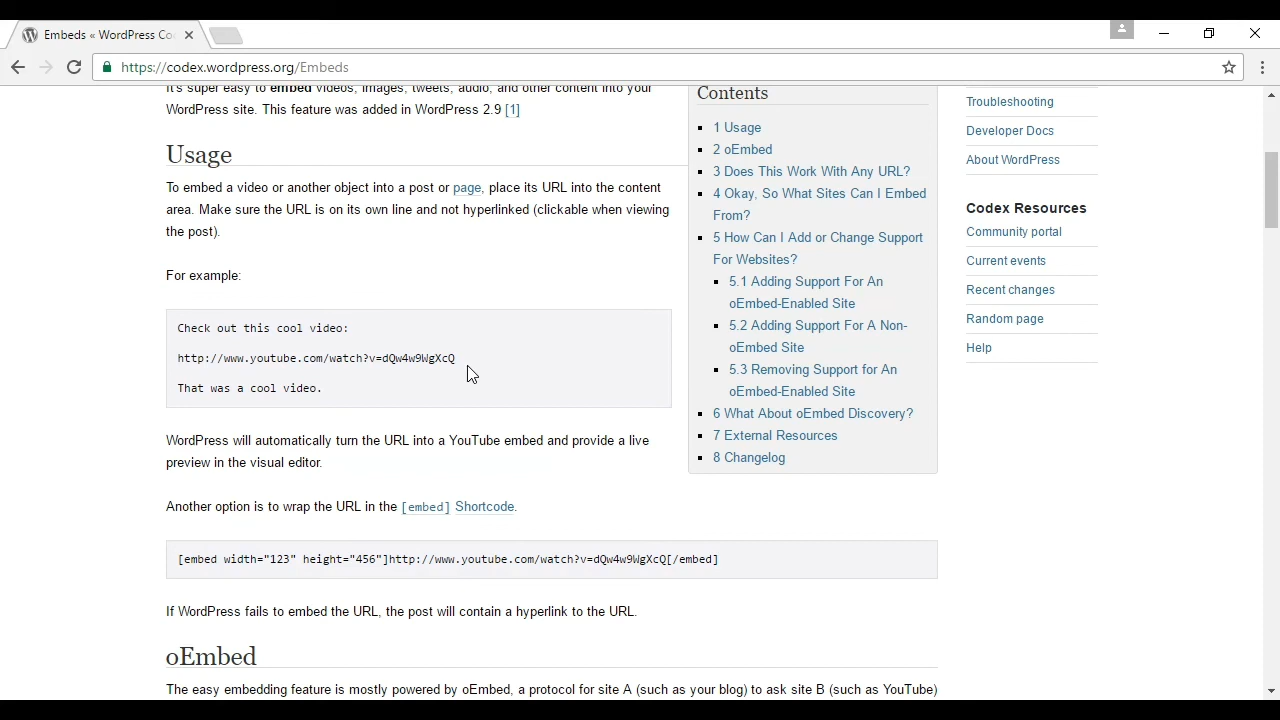 Embeds « WordPress Co
https://codex.wordpress.org/Embeds
It's super easy to embed videos, images, tweets, audio, and other content into your
WordPress site. This feature was added in WordPress 2.9 [1]
Usage
To embed a video or another object into a post or page, place its URL into the content
area. Make sure the URL is on its own line and not hyperlinked (clickable when viewing
the post).
For example:
Check out this cool video:
http://www.youtube.com/watch?v=dQw4w9WgXcQ
That was a cool video.
WordPress will automatically turn the URL into a YouTube embed and provide a live
preview in the visual editor.
Another option is to wrap the URL in the [embed] Shortcode.
[embed width="123" height="456"]http://www.youtube.com/watch?v=dQw4w9WgXcQ[/embed]
If WordPress fails to embed the URL, the post will contain a hyperlink to the URL.
oEmbed
The easy embedding feature is mostly powered by oEmbed, a protocol for site A (such as your blog) to ask site B (such as YouTube)
Contents
1 Usage
2 oEmbed
3 Does This Work With Any URL?
4 Okay, So What Sites Can I Embed
From?
5 How Can I Add or Change Support
For Websites?
5.1 Adding Support For An
oEmbed-Enabled Site
5.2 Adding Support For A Non-
oEmbed Site
5.3 Removing Support for An
oEmbed-Enabled Site
6 What About oEmbed Discovery?
7 External Resources
8 Changelog
Troubleshooting
Developer Docs
About WordPress
Codex Resources
Community portal
Current events
Recent changes
Random page
Help